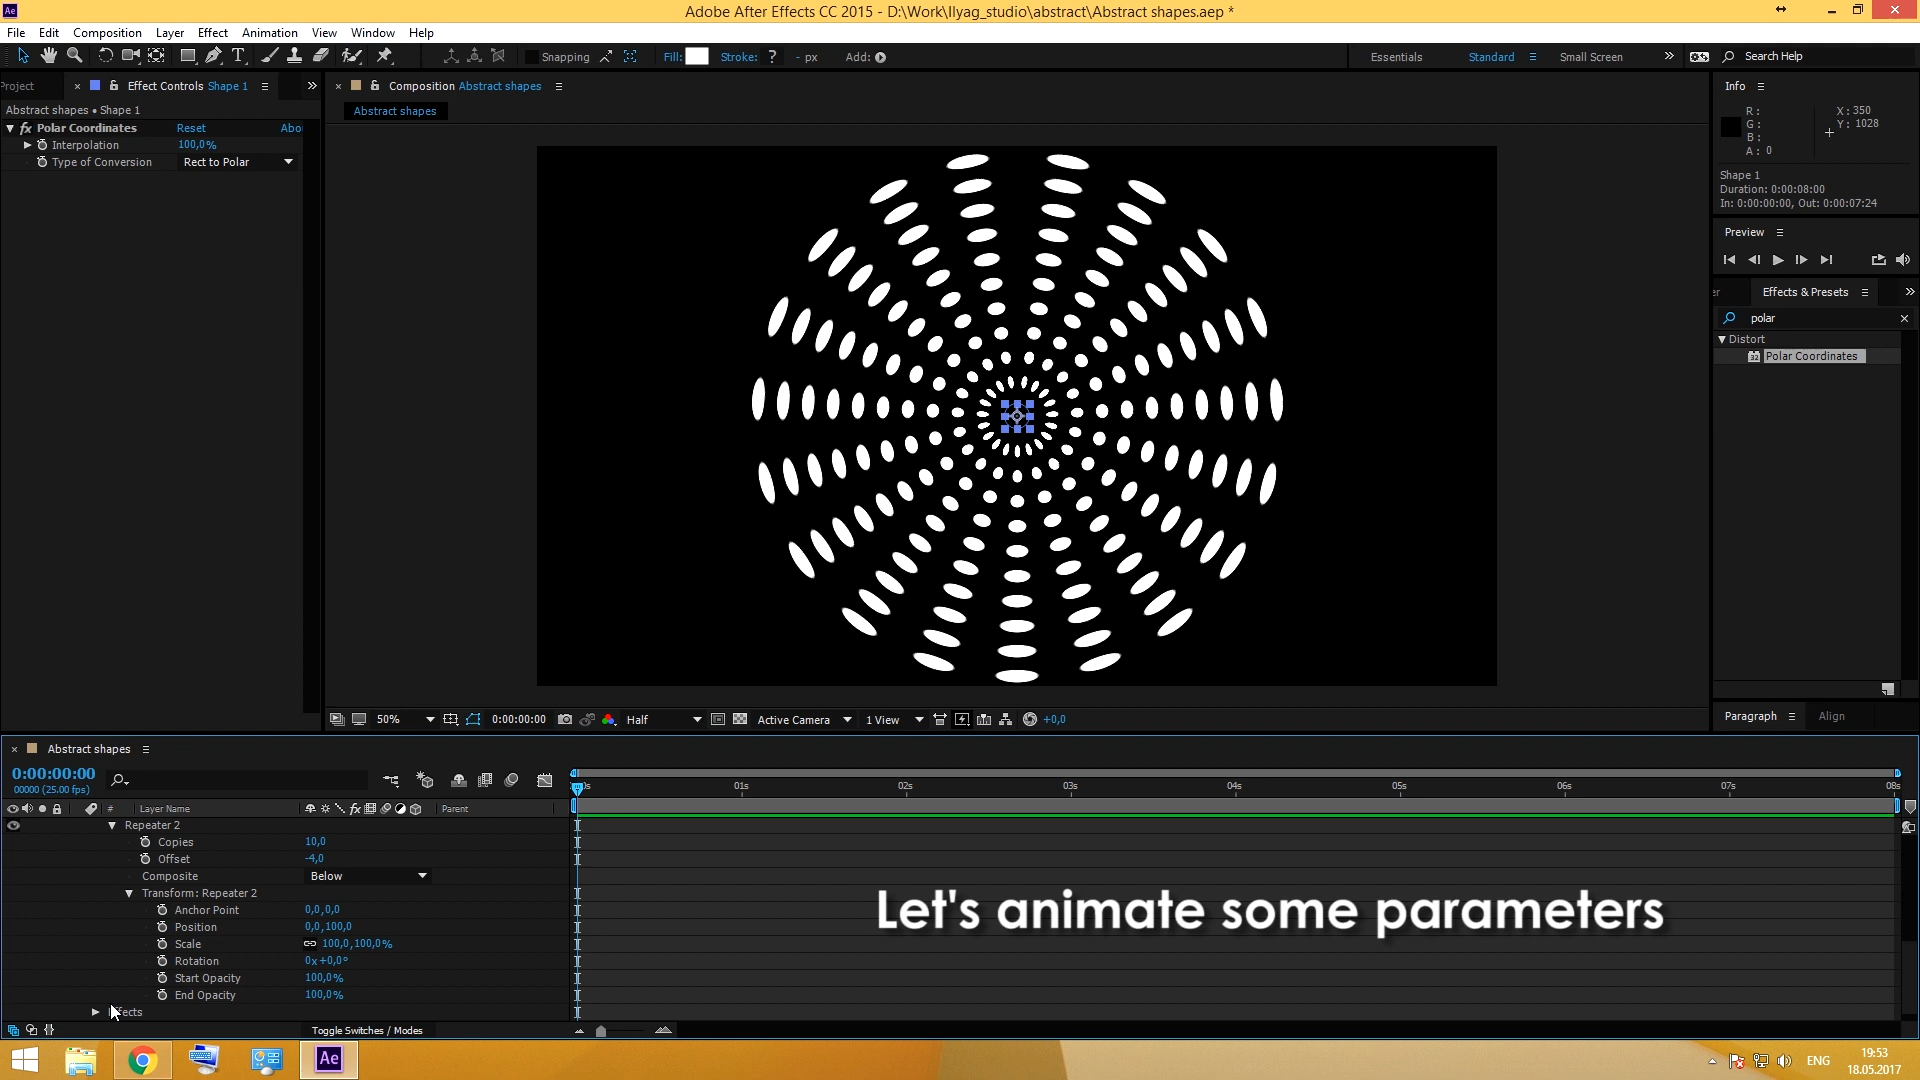 Adobe After Effects CC 2015 - D:\Work\Ilyag_studio\abstract\Abstract shapes.aep *
File Edit Composition Layer Effect Animation View Window Help
Snapping
Fill: Stroke: ? - px Add:
Essentials Standard Small Screen Search Help
Project Effect Controls Shape 1
Abstract shapes • Shape 1
fx Polar Coordinates Reset Abo
Interpolation 100,0%
Type of Conversion Rect to Polar
Composition Abstract shapes
Abstract shapes
Info
R: X: 350
G: Y: 1028
B:
A: 0
Shape 1
Duration: 0:00:08:00
In: 0:00:00:00, Out: 0:00:07:24
Preview
Effects & Presets
polar
Distort
32 Polar Coordinates
Paragraph Align
50% 0:00:00:00 Half Active Camera 1 View +0,0
Abstract shapes
0:00:00:00
00000 (25.00 fps)
01s 02s 03s 04s 05s 06s 07s 08s
# Layer Name fx Parent
Repeater 2
Copies 10,0
Offset -4,0
Composite Below
Transform: Repeater 2
Anchor Point 0,0,0,0
Position 0,0,100,0
Scale 100,0,100,0%
Rotation 0x+0,0°
Start Opacity 100,0%
End Opacity 100,0%
Effects
Toggle Switches / Modes
Let's animate some parameters
Ae
ENG
19:53
18.05.2017